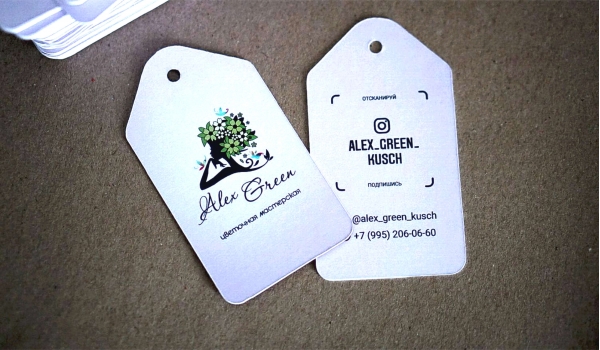 Alex Green
цветочная мастерская
отсканируй
ALEX_GREEN_
KUSCH
подпишись
@alex_green_kusch
+7 (995) 206-06-60